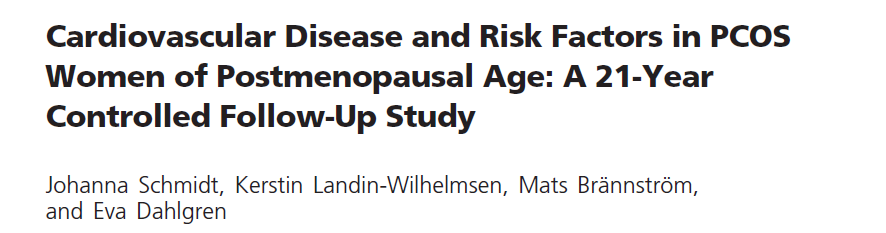 Cardiovascular Disease and Risk Factors in PCOS
Women of Postmenopausal Age: A 21-Year
Controlled Follow-Up Study
Johanna Schmidt, Kerstin Landin-Wilhelmsen, Mats Brännström,
and Eva Dahlgren